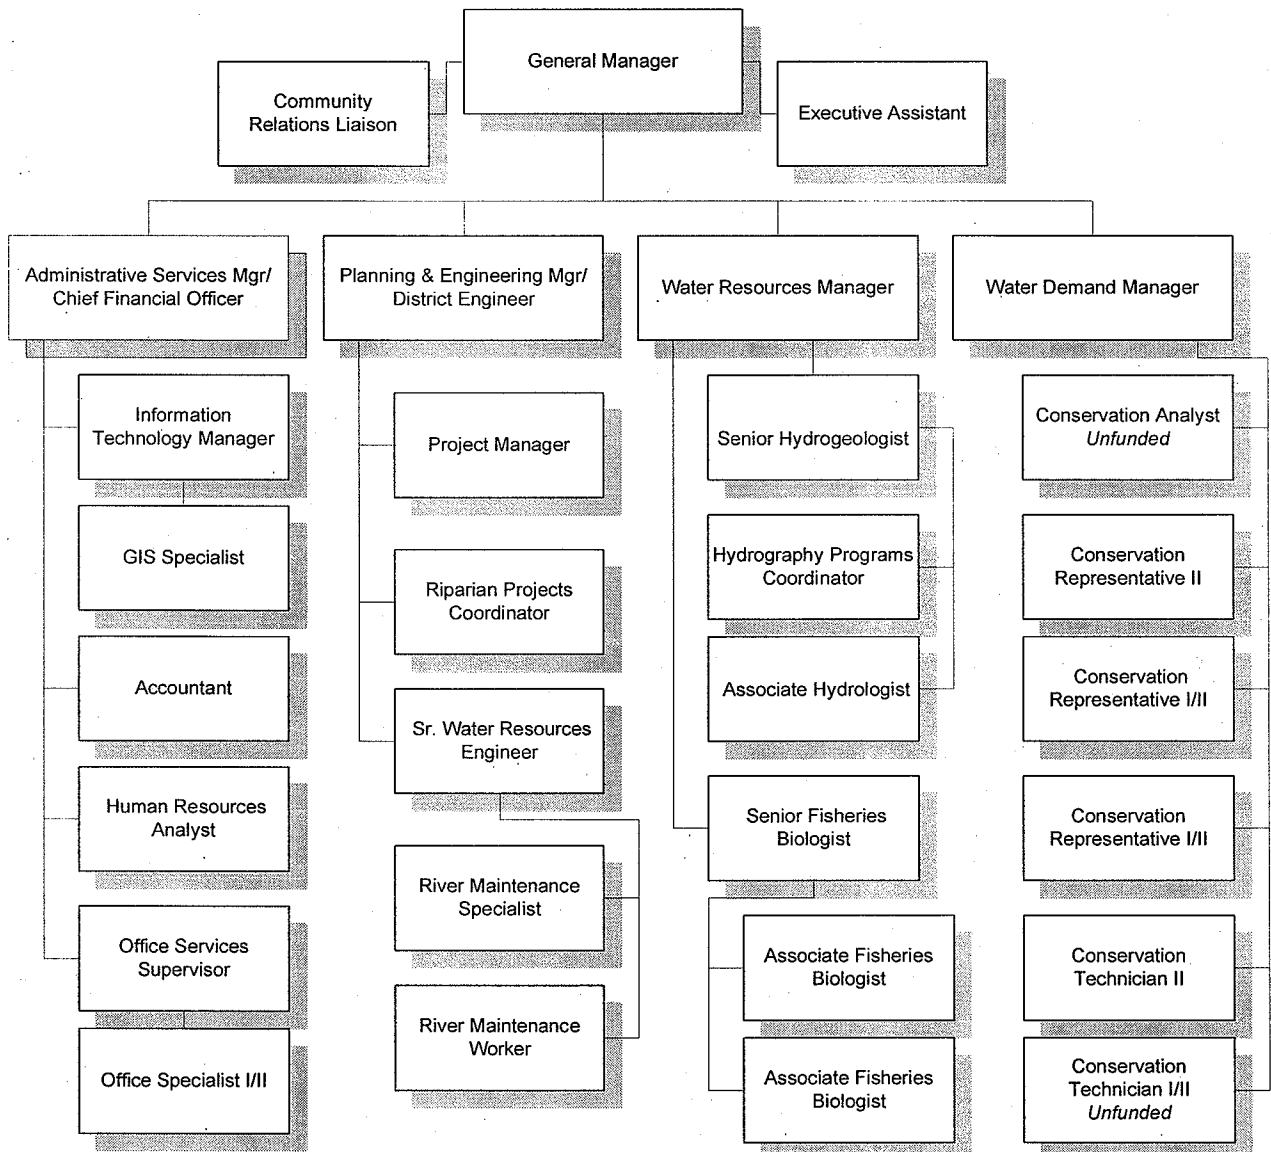 General Manager
Community
Relations Liaison
Executive Assistant
Administrative Services Mgr/
Chief Financial Officer
Planning & Engineering Mgr/
District Engineer
Water Resources Manager
Water Demand Manager
Information
Technology Manager
GIS Specialist
Accountant
Human Resources
Analyst
Office Services
Supervisor
Office Specialist I/II
Project Manager
Riparian Projects
Coordinator
Sr. Water Resources
Engineer
River Maintenance
Specialist
River Maintenance
Worker
Senior Hydrogeologist
Hydrography Programs
Coordinator
Associate Hydrologist
Senior Fisheries
Biologist
Associate Fisheries
Biologist
Associate Fisheries
Biologist
Conservation Analyst
Unfunded
Conservation
Representative II
Conservation
Representative I/II
Conservation
Representative I/II
Conservation
Technician II
Conservation
Technician I/II
Unfunded